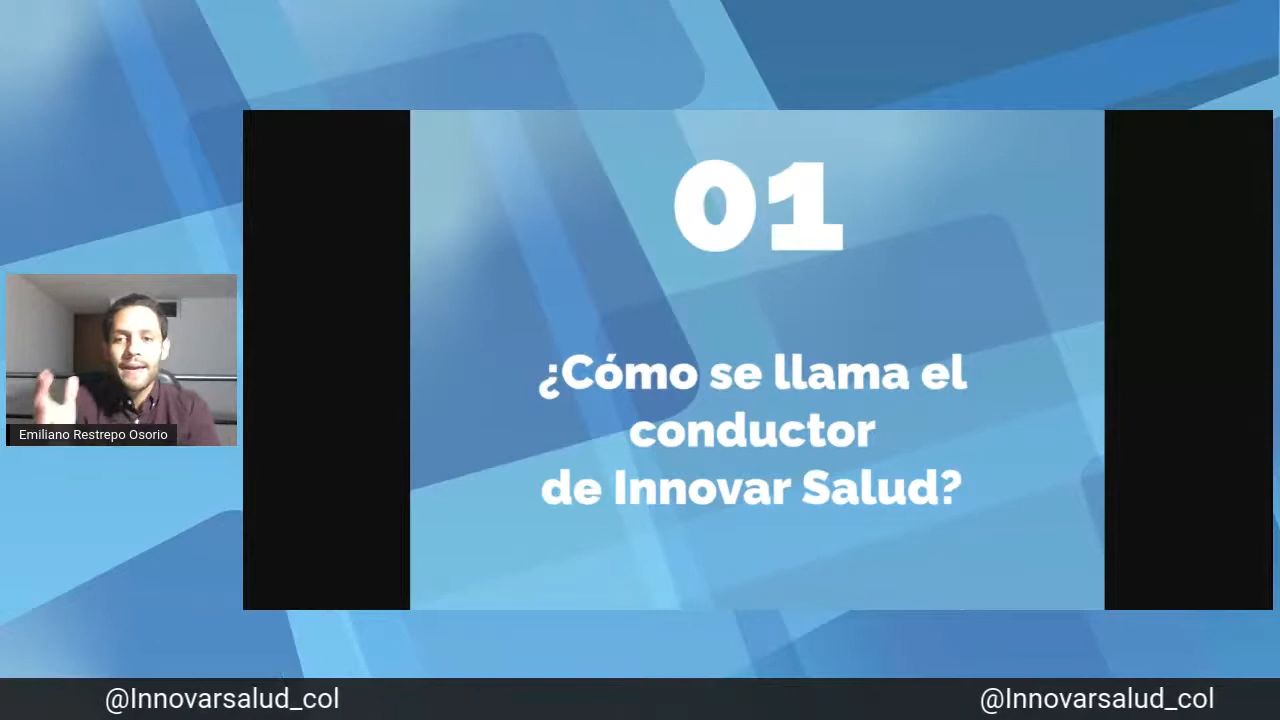 01
¿Cómo se llama el
conductor
de Innovar Salud?
Emiliano Restrepo Osorio
@Innovarsalud_col
@Innovarsalud_col